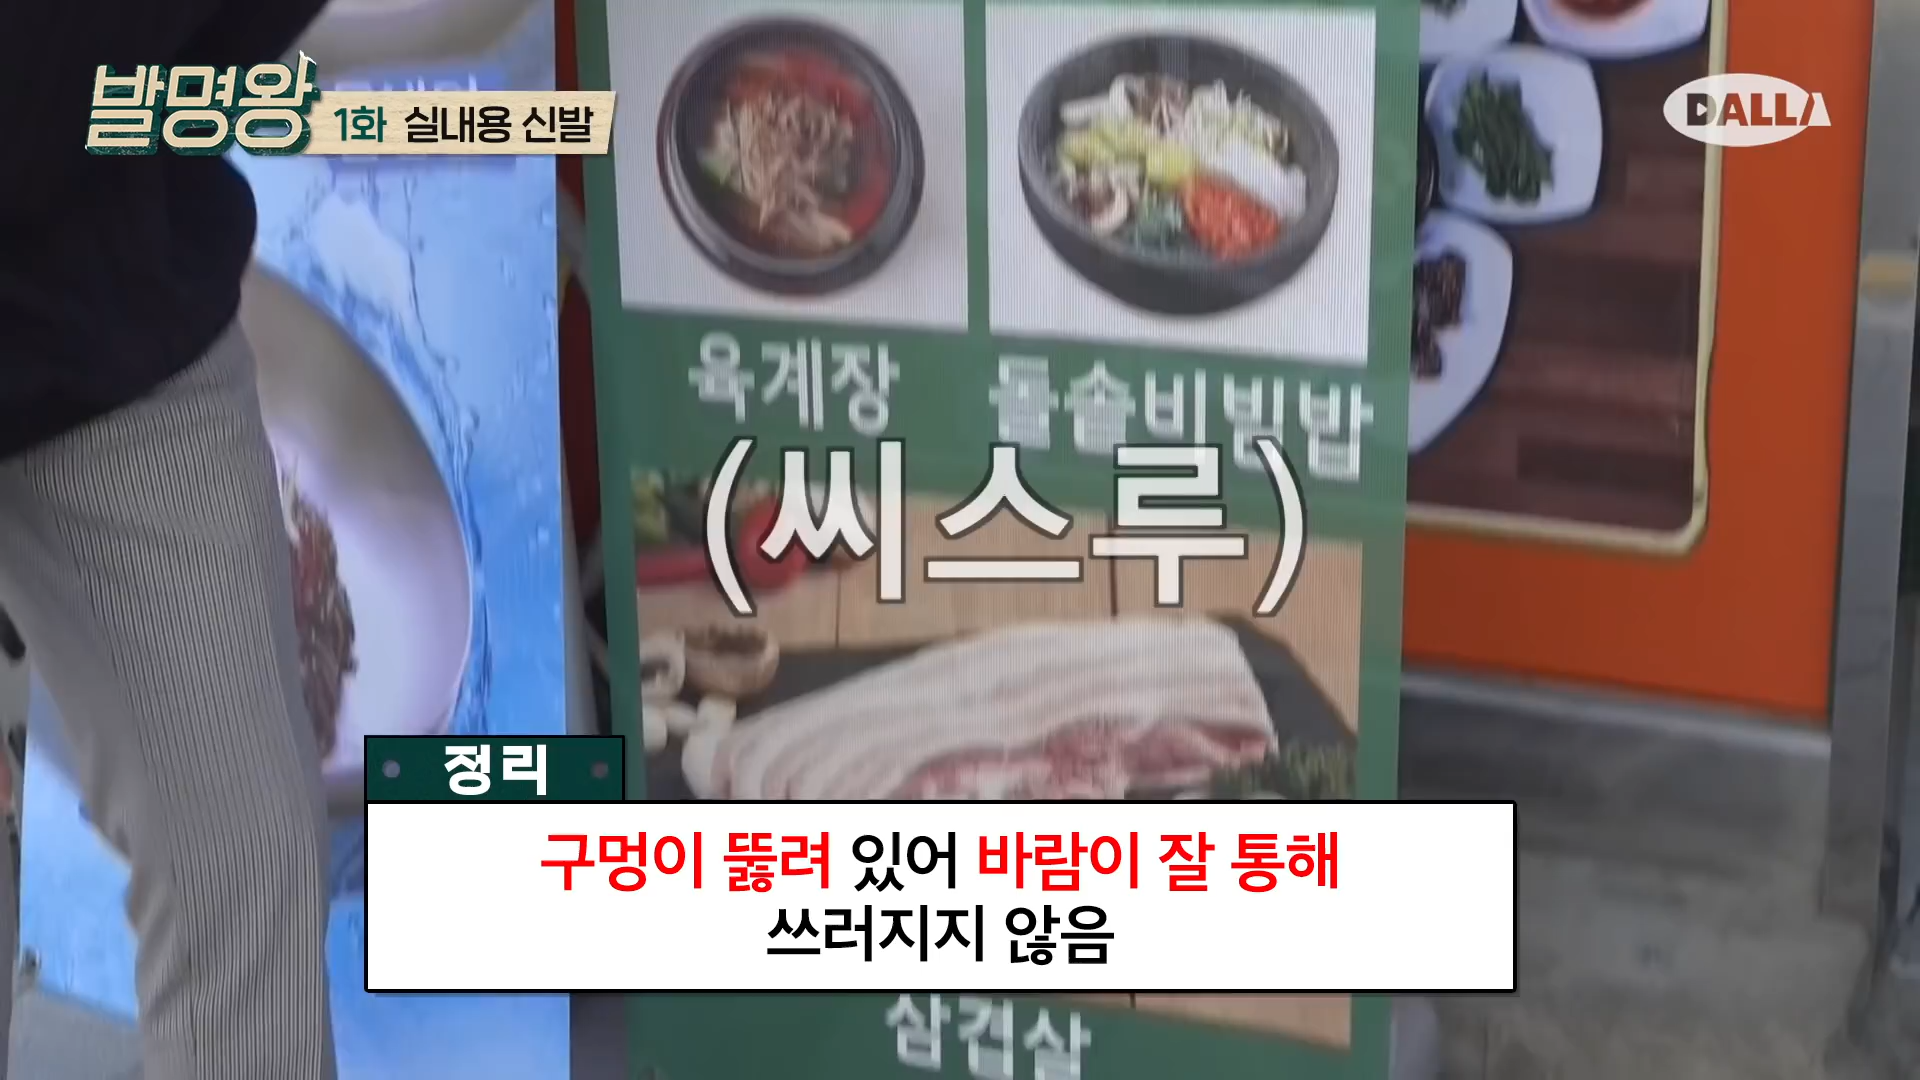 발명왕
1화 실내용 신발
DALLA
육계장
돌솥비빔밥
(씨스루)
정리
구멍이 뚫려 있어 바람이 잘 통해
쓰러지지 않음
삼겹살